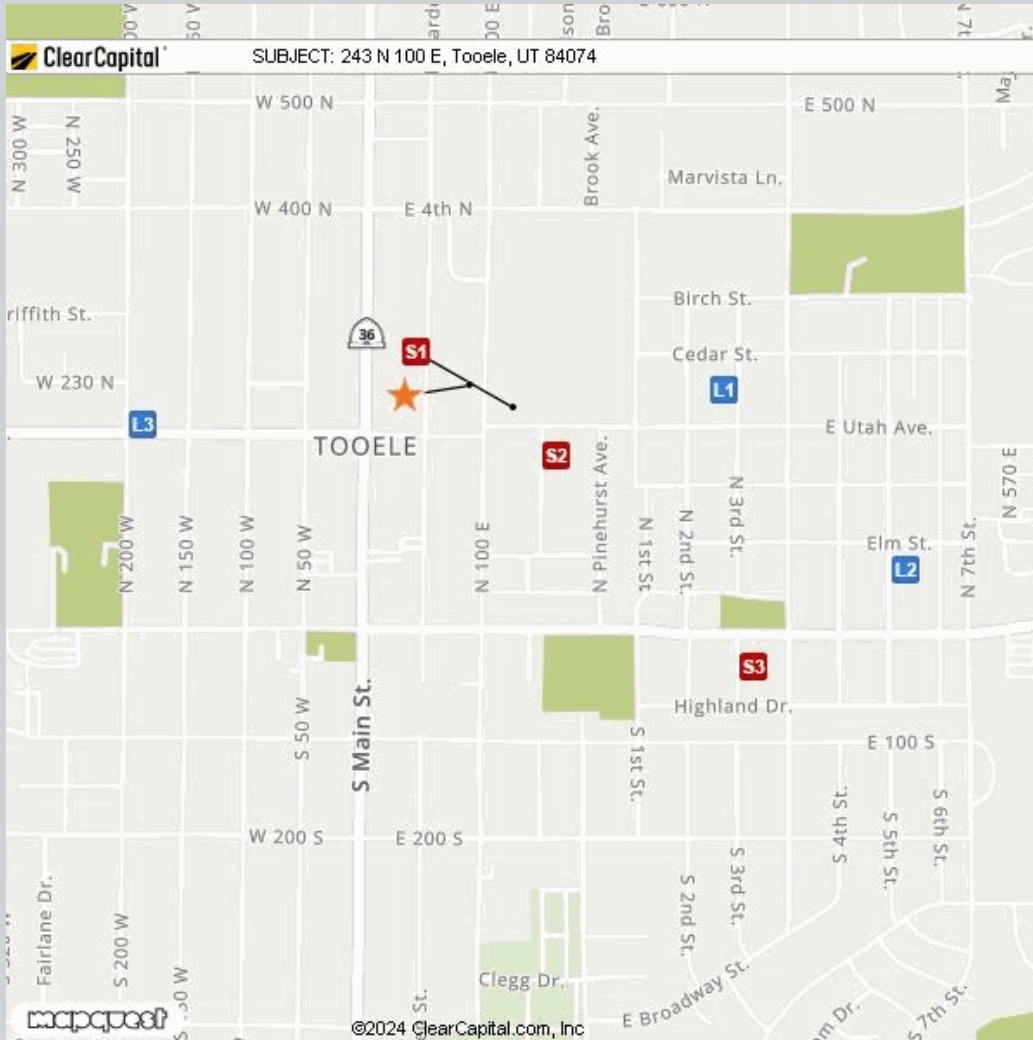 ClearCapital
SUBJECT: 243 N 100 E, Tooele, UT 84074
W 500 N
E 500 N
N 300 W
N 250 W
Brook Ave.
Marvista Ln.
W 400 N
E 4th N
Birch St.
riffith St.
36
S1
Cedar St.
W 230 N
L1
L3
E Utah Ave.
TOOELE
S2
N 570 E
N Pinehurst Ave.
N 3rd St.
N 200 W
N 150 W
N 100 W
N 50 W
N 100 E
N 1st St.
N 2nd St.
Elm St.
L2
N 7th St.
S3
Highland Dr.
S 50 W
S Main St.
S 1st St.
E 100 S
S 4th St.
S 5th St.
S 6th St.
W 200 S
E 200 S
S 3rd St.
S 2nd St.
Fairlane Dr.
S 200 W
Clegg Dr.
E Broadway St.
S 7th St.
mapquest
©2024 ClearCapital.com, Inc